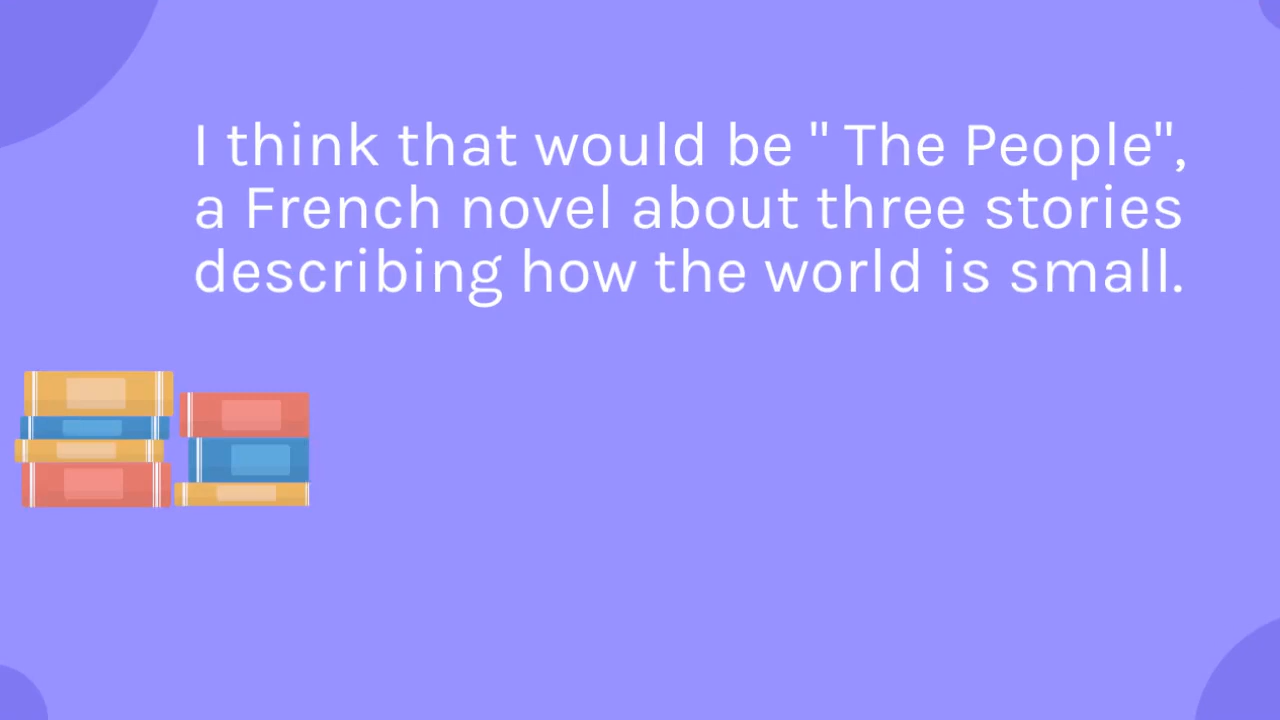 I think that would be " The People",
a French novel about three stories
describing how the world is small.